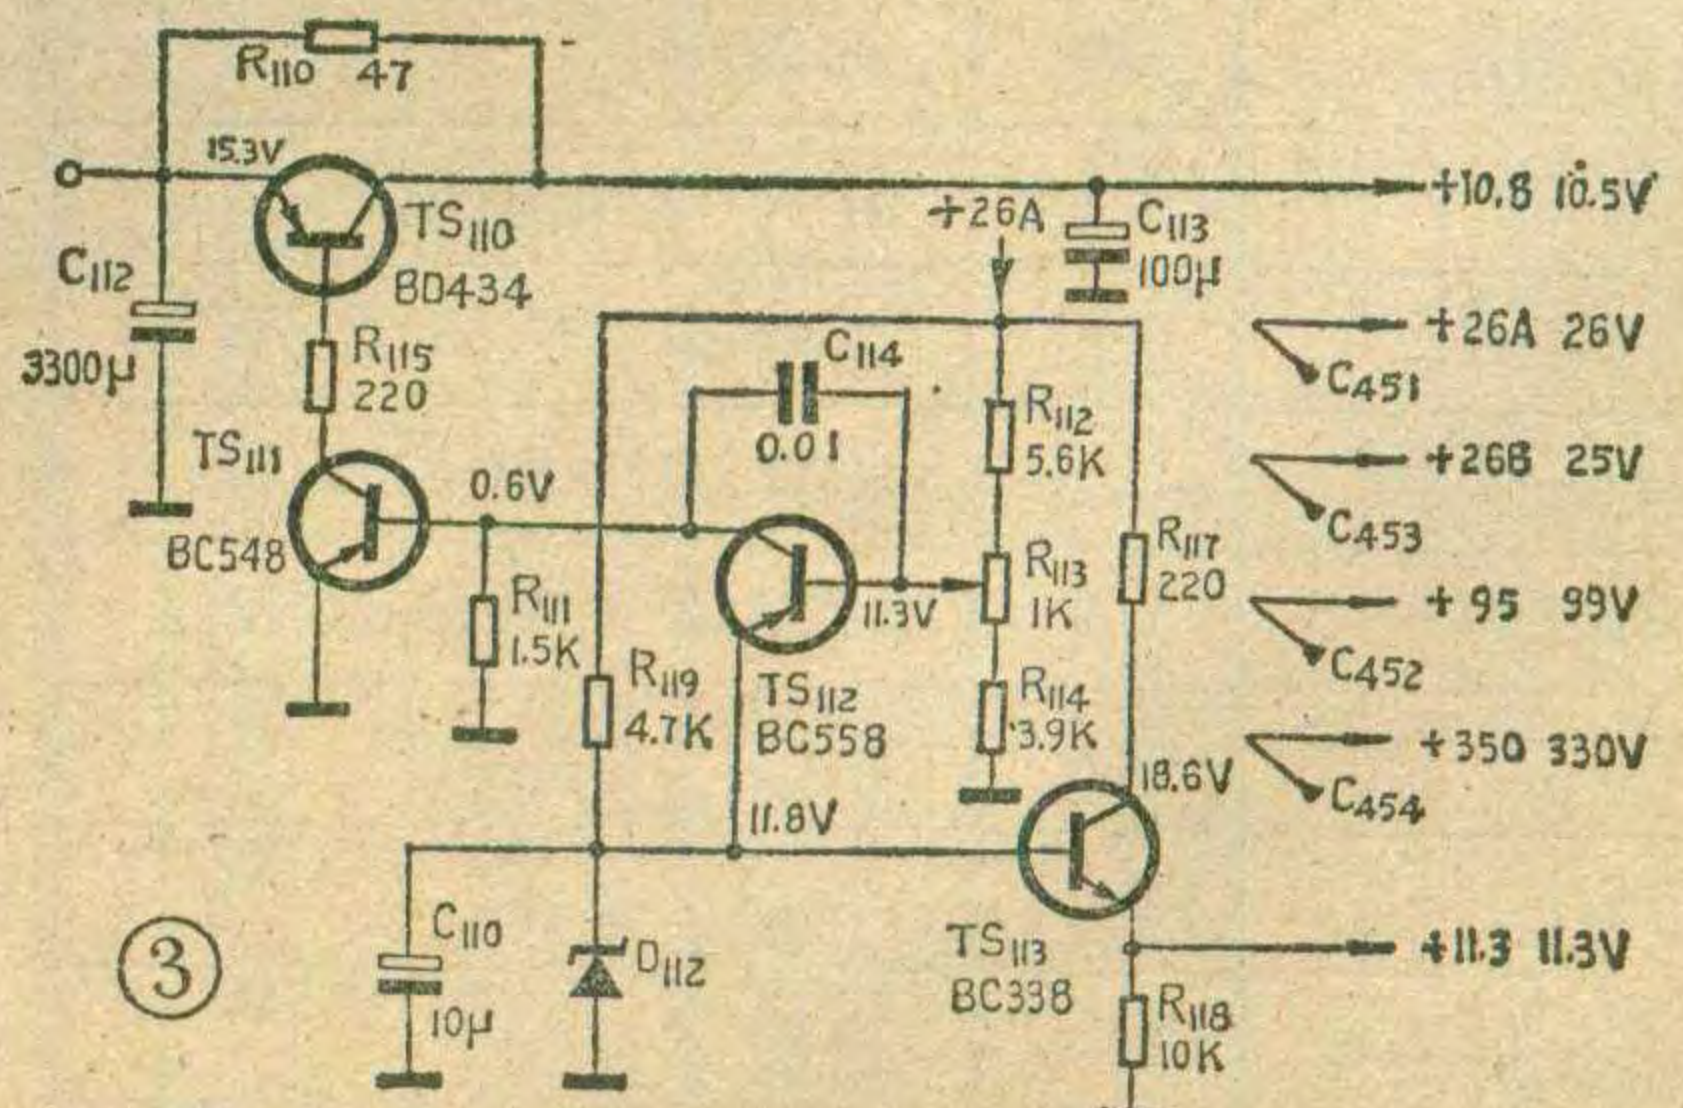 R110 47
15.3V
TS110
BD434
+10.8 10.5V
C112
3300μ
+26A
C113
100μ
R115
220
C114
0.01
+26A 26V
C451
R112
5.6K
TS111
BC548
0.6V
+26B 25V
C453
R111
1.5K
11.3V
R113
1K
R117
220
+95 99V
C452
R119
4.7K
TS112
BC558
R114
3.9K
+350 330V
C454
11.8V
18.6V
C110
10μ
D112
TS113
BC338
+11.3 11.3V
R118
10K
3